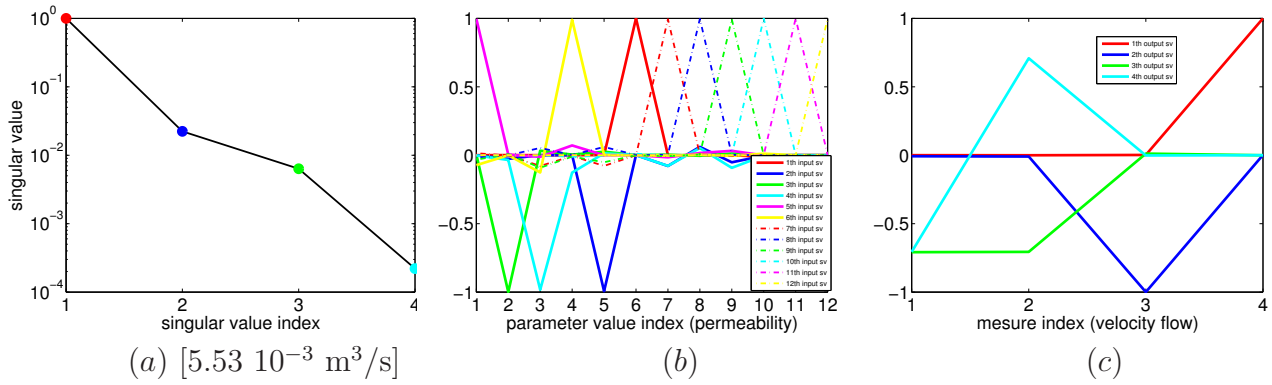 10^0
10^−1
10^−2
10^−3
10^−4
singular value
1 2 3 4
singular value index
(a) [5.53 10^−3 m^3/s]
1
0.5
0
−0.5
−1
1 2 3 4 5 6 7 8 9 10 11 12
parameter value index (permeability)
1th input sv
2th input sv
3th input sv
4th input sv
5th input sv
6th input sv
7th input sv
8th input sv
9th input sv
10th input sv
11th input sv
12th input sv
(b)
1
0.5
0
−0.5
−1
1 2 3 4
mesure index (velocity flow)
1th output sv
2th output sv
3th output sv
4th output sv
(c)